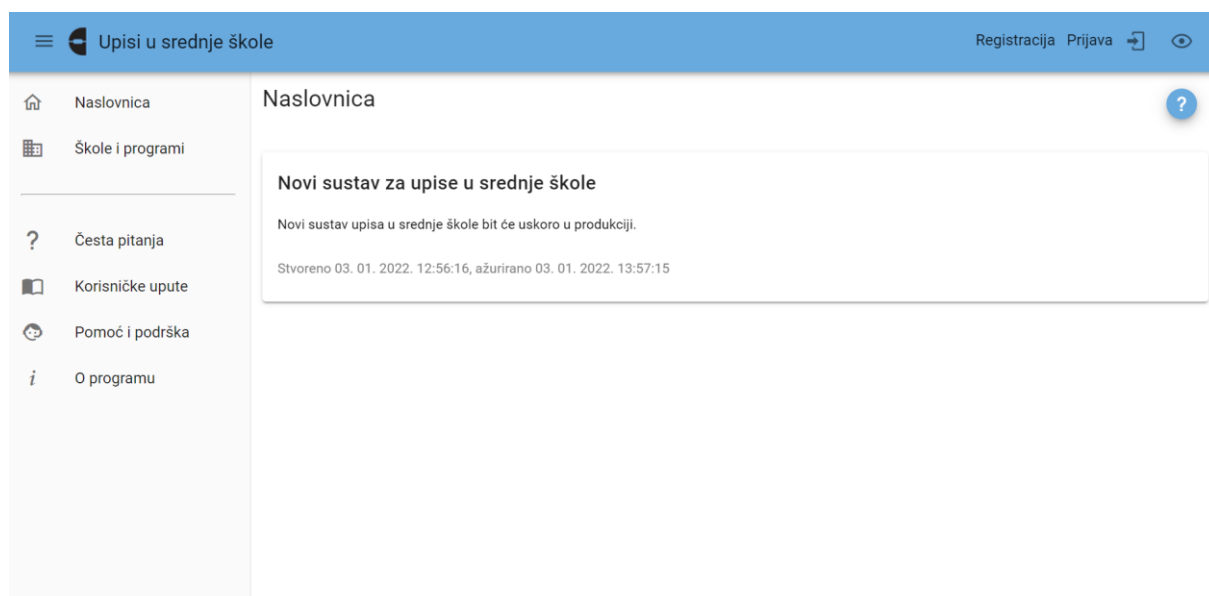 Upisi u srednje škole
Registracija Prijava
Naslovnica
Škole i programi
Česta pitanja
Korisničke upute
Pomoć i podrška
O programu
Naslovnica
?
Novi sustav za upise u srednje škole
Novi sustav upisa u srednje škole bit će uskoro u produkciji.
Stvoreno 03. 01. 2022. 12:56:16, ažurirano 03. 01. 2022. 13:57:15